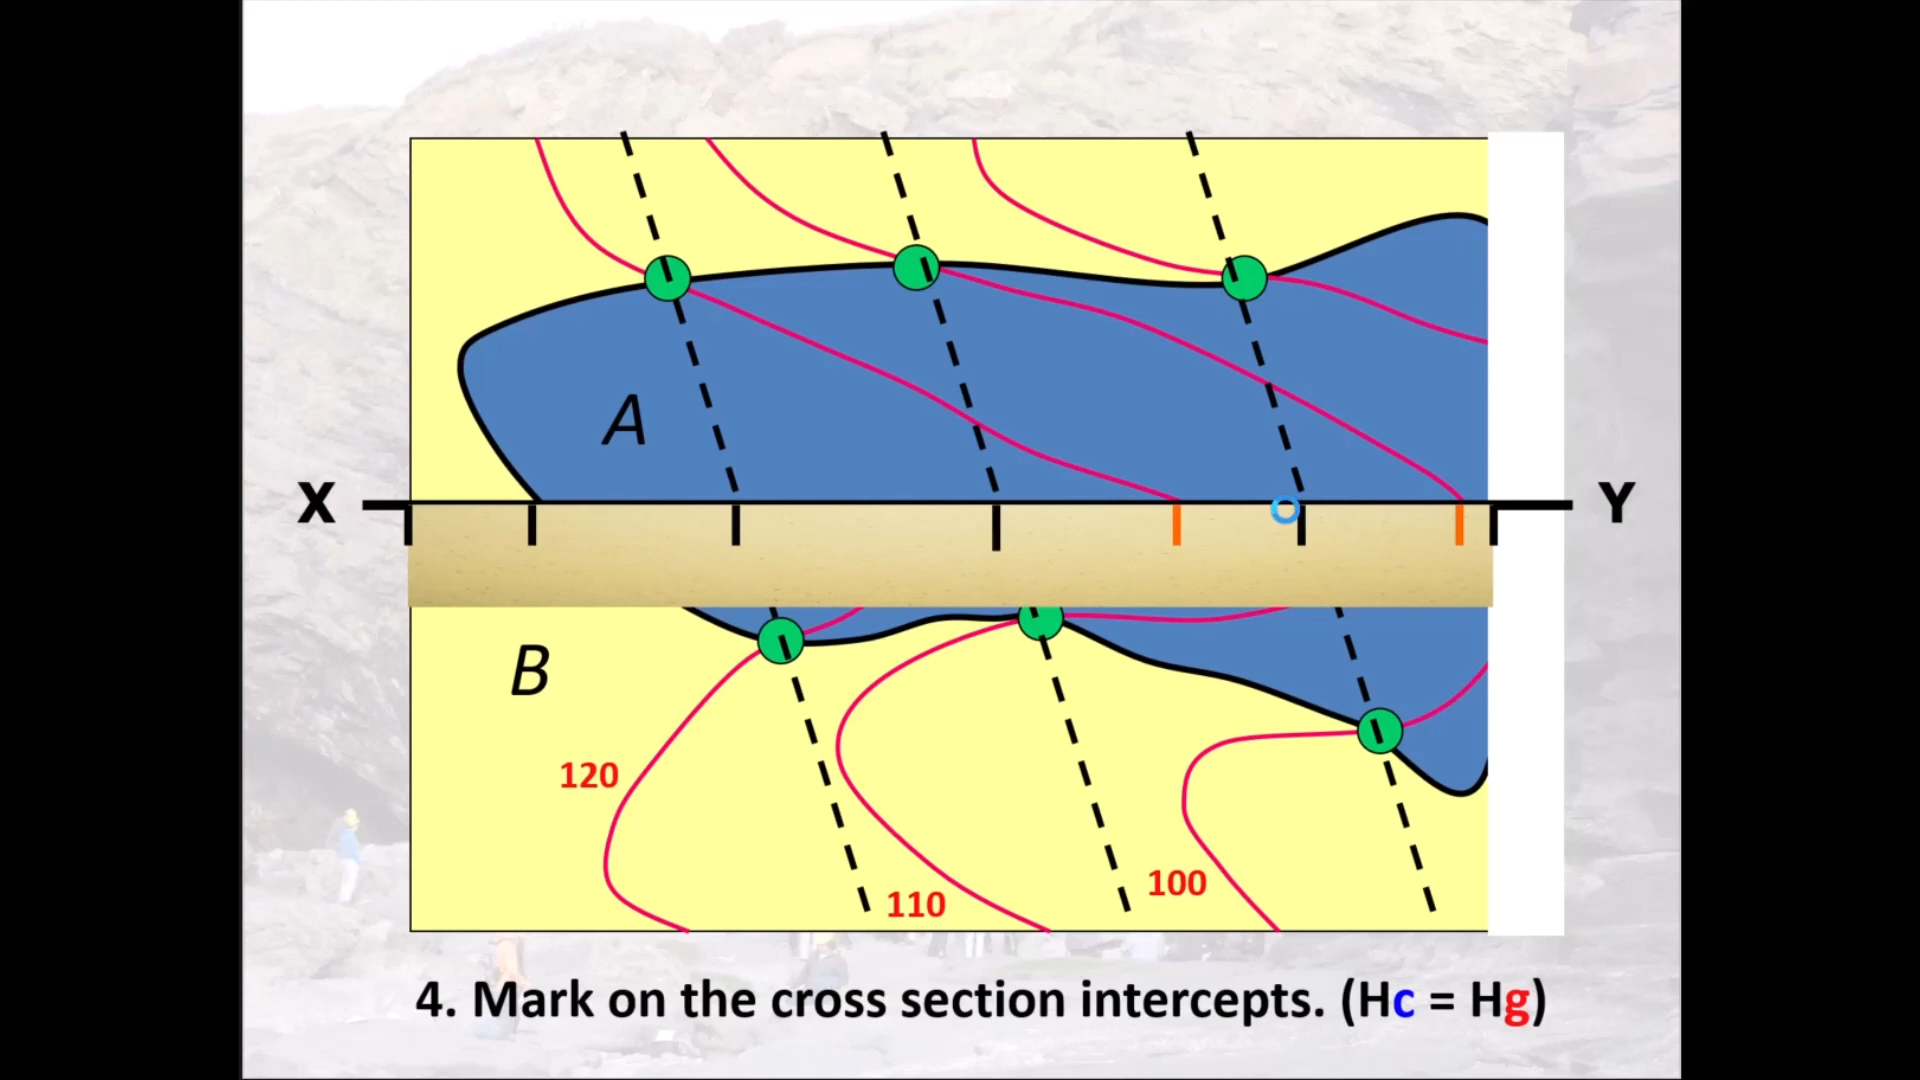 A
X Y
B
120
100
110
4. Mark on the cross section intercepts. (Hc = Hg)